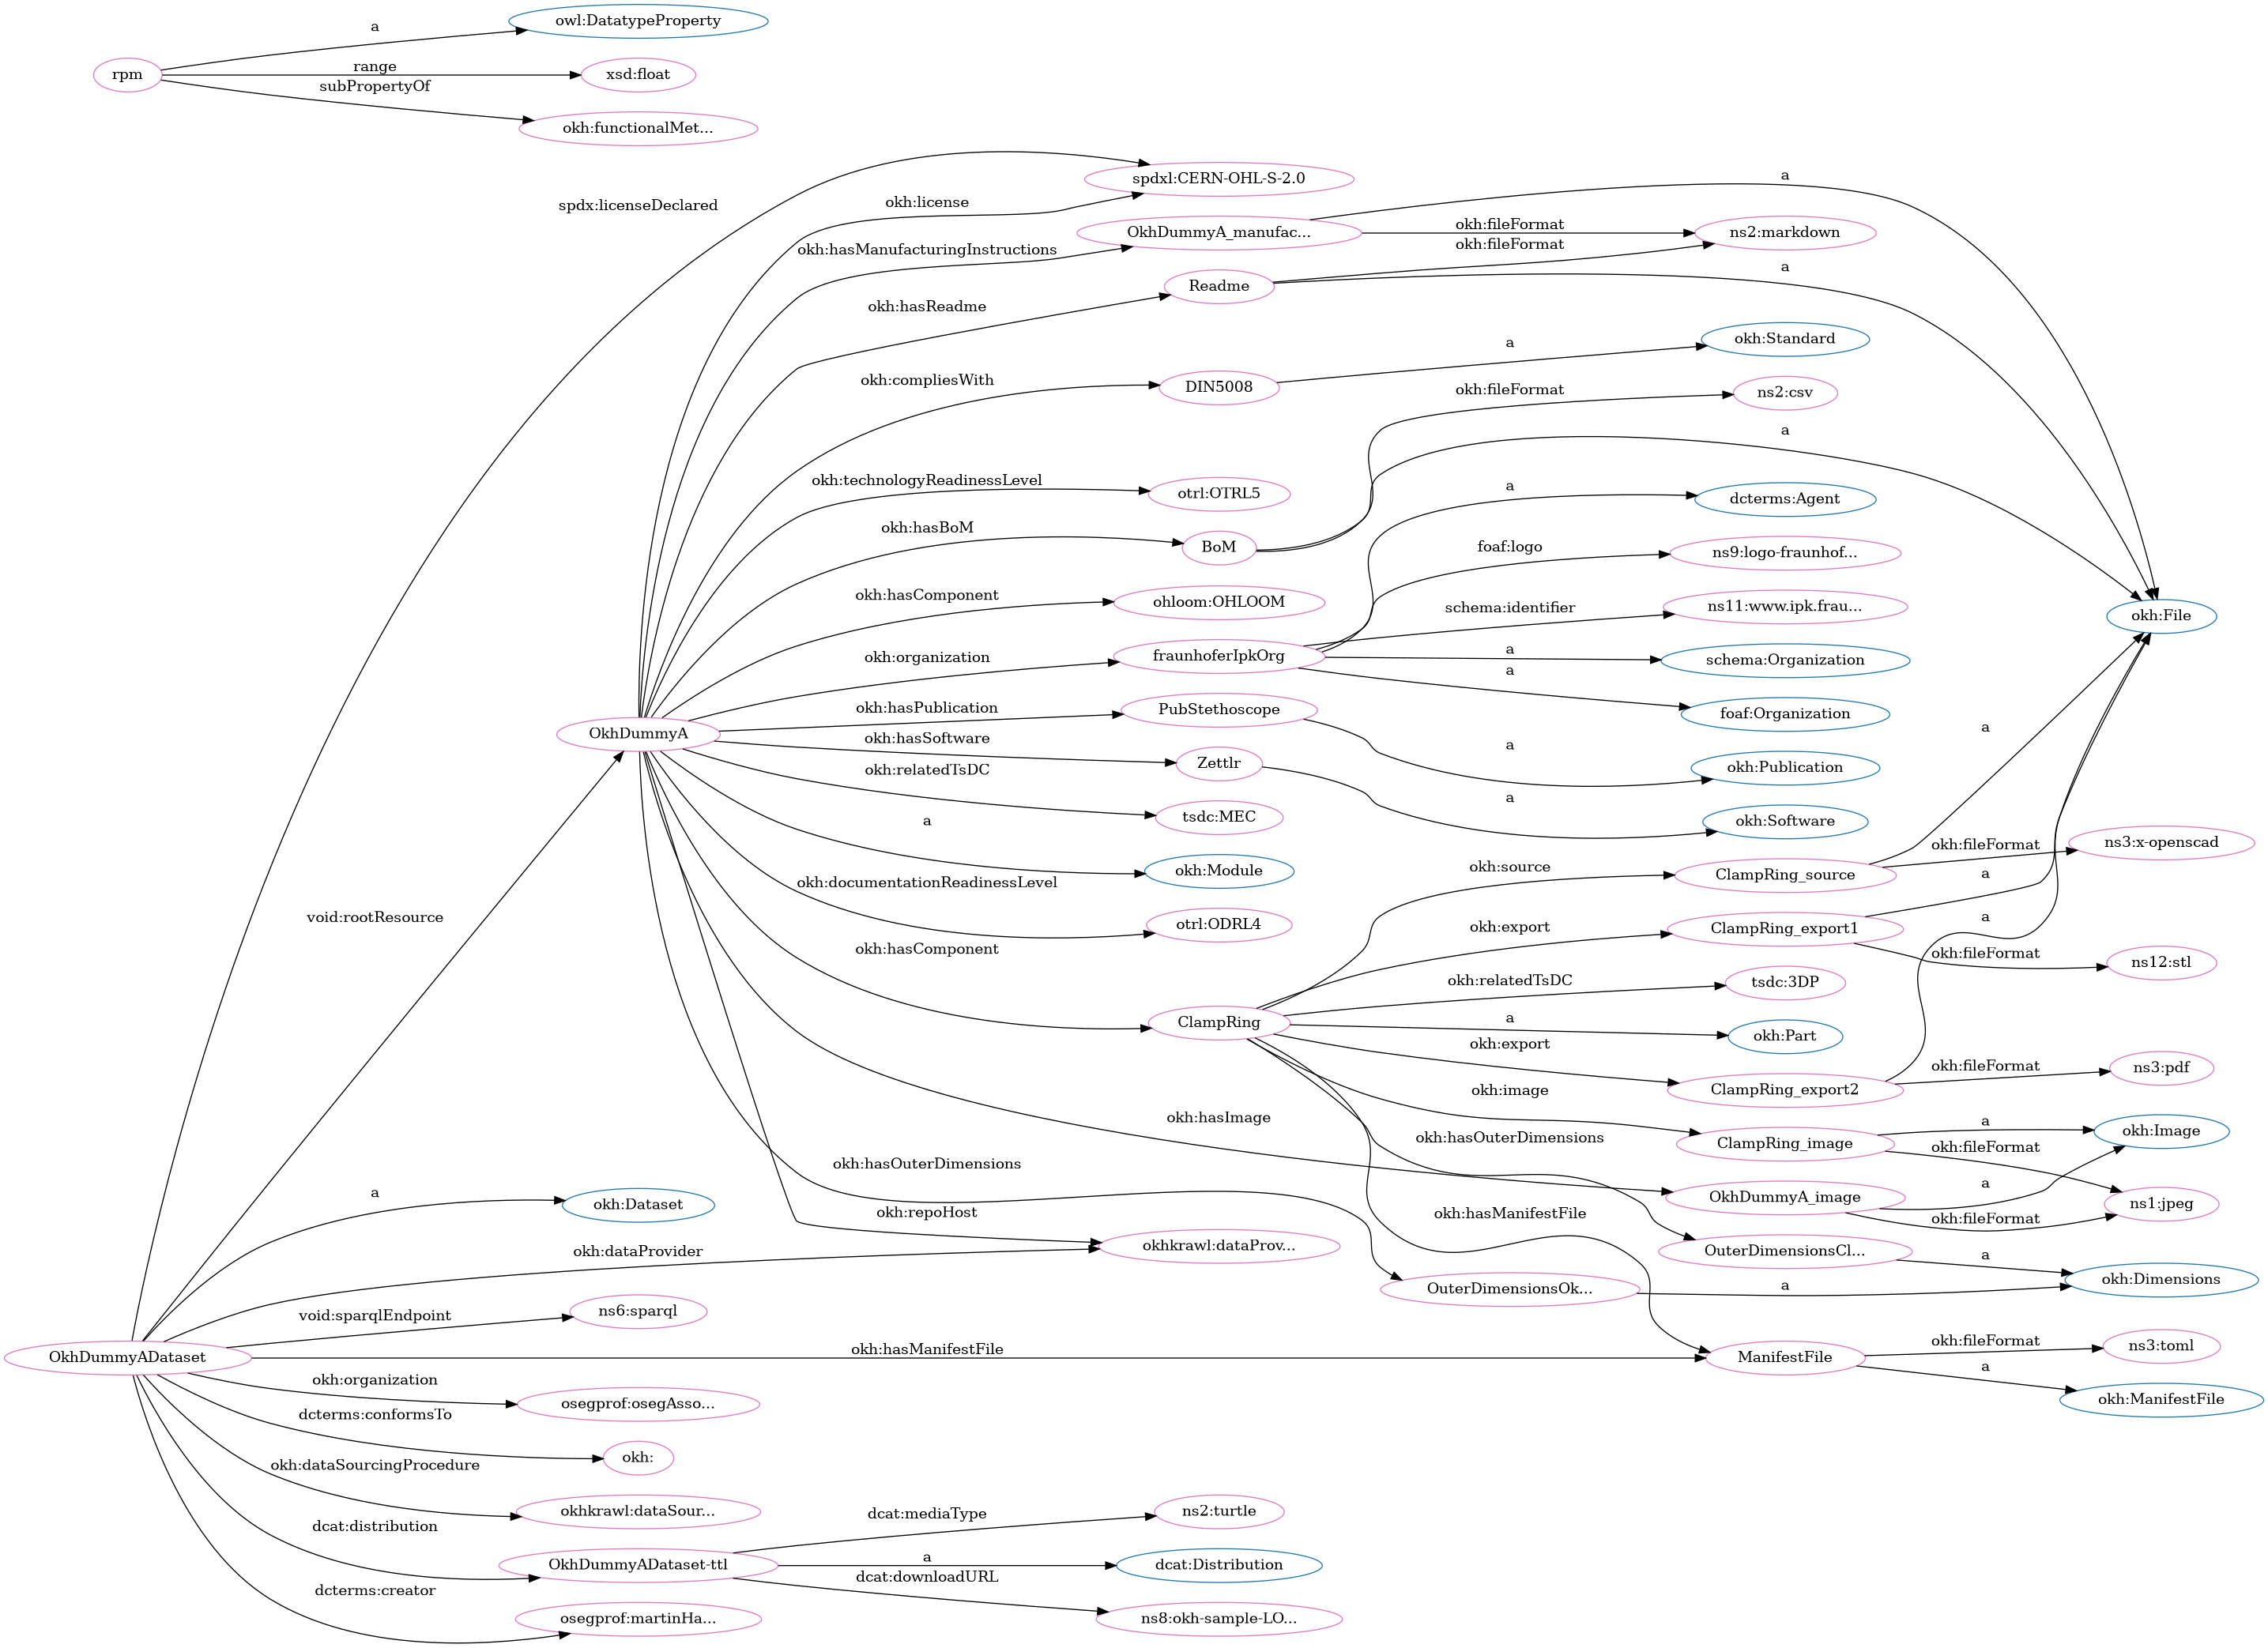 owl:DatatypeProperty
a
rpm
range
xsd:float
subPropertyOf
okh:functionalMet...
spdx:licenseDeclared
okh:license
spdxl:CERN-OHL-S-2.0
a
okh:hasManufacturingInstructions
OkhDummyA_manufac...
okh:fileFormat
ns2:markdown
okh:fileFormat
okh:hasReadme
Readme
a
okh:compliesWith
DIN5008
a
okh:Standard
okh:fileFormat
ns2:csv
a
okh:technologyReadinessLevel
otrl:OTRL5
a
dcterms:Agent
okh:hasBoM
BoM
foaf:logo
ns9:logo-fraunhof...
okh:hasComponent
ohloom:OHLOOM
schema:identifier
ns11:www.ipk.frau...
okh:File
okh:organization
fraunhoferIpkOrg
a
schema:Organization
a
foaf:Organization
OkhDummyA
okh:hasPublication
PubStethoscope
a
okh:Publication
okh:hasSoftware
Zettlr
a
okh:Software
okh:relatedTsDC
tsdc:MEC
a
okh:Module
okh:documentationReadinessLevel
otrl:ODRL4
okh:hasComponent
a
okh:source
ClampRing_source
okh:fileFormat
ns3:x-openscad
a
okh:export
ClampRing_export1
a
okh:fileFormat
ns12:stl
okh:relatedTsDC
tsdc:3DP
ClampRing
a
okh:Part
okh:export
ClampRing_export2
okh:fileFormat
ns3:pdf
okh:image
ClampRing_image
a
okh:Image
okh:fileFormat
void:rootResource
okh:hasImage
okh:hasOuterDimensions
okh:hasOuterDimensions
OkhDummyA_image
a
ns1:jpeg
okh:fileFormat
a
okh:Dataset
okh:repoHost
okh:hasManifestFile
okh:dataProvider
okhkrawl:dataProv...
OuterDimensionsCl...
a
okh:Dimensions
OuterDimensionsOk...
a
void:sparqlEndpoint
ns6:sparql
OkhDummyADataset
okh:hasManifestFile
ManifestFile
okh:fileFormat
ns3:toml
a
okh:ManifestFile
okh:organization
osegprof:osegAsso...
dcterms:conformsTo
okh:
okh:dataSourcingProcedure
okhkrawl:dataSour...
dcat:mediaType
ns2:turtle
dcat:distribution
OkhDummyADataset-ttl
a
dcat:Distribution
dcat:downloadURL
ns8:okh-sample-LO...
dcterms:creator
osegprof:martinHa...